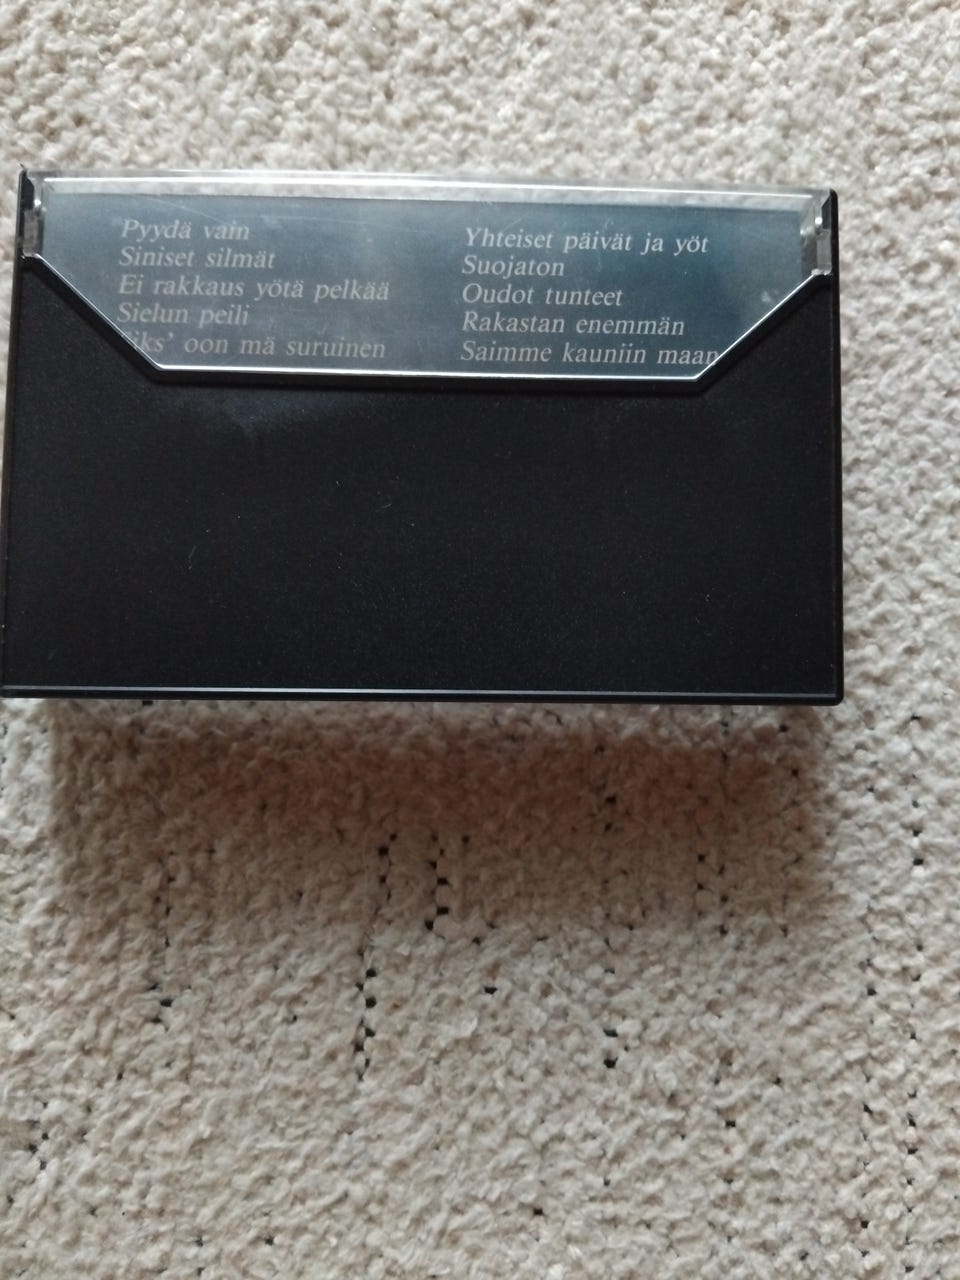 Pyydä vain
Siniset silmät
Ei rakkaus yötä pelkää
Sielun peili
oon mä suruinen
Yhteiset päivät ja yöt
Suojaton
Oudot tunteet
Rakastan enemmän
Saimme kauniin maan